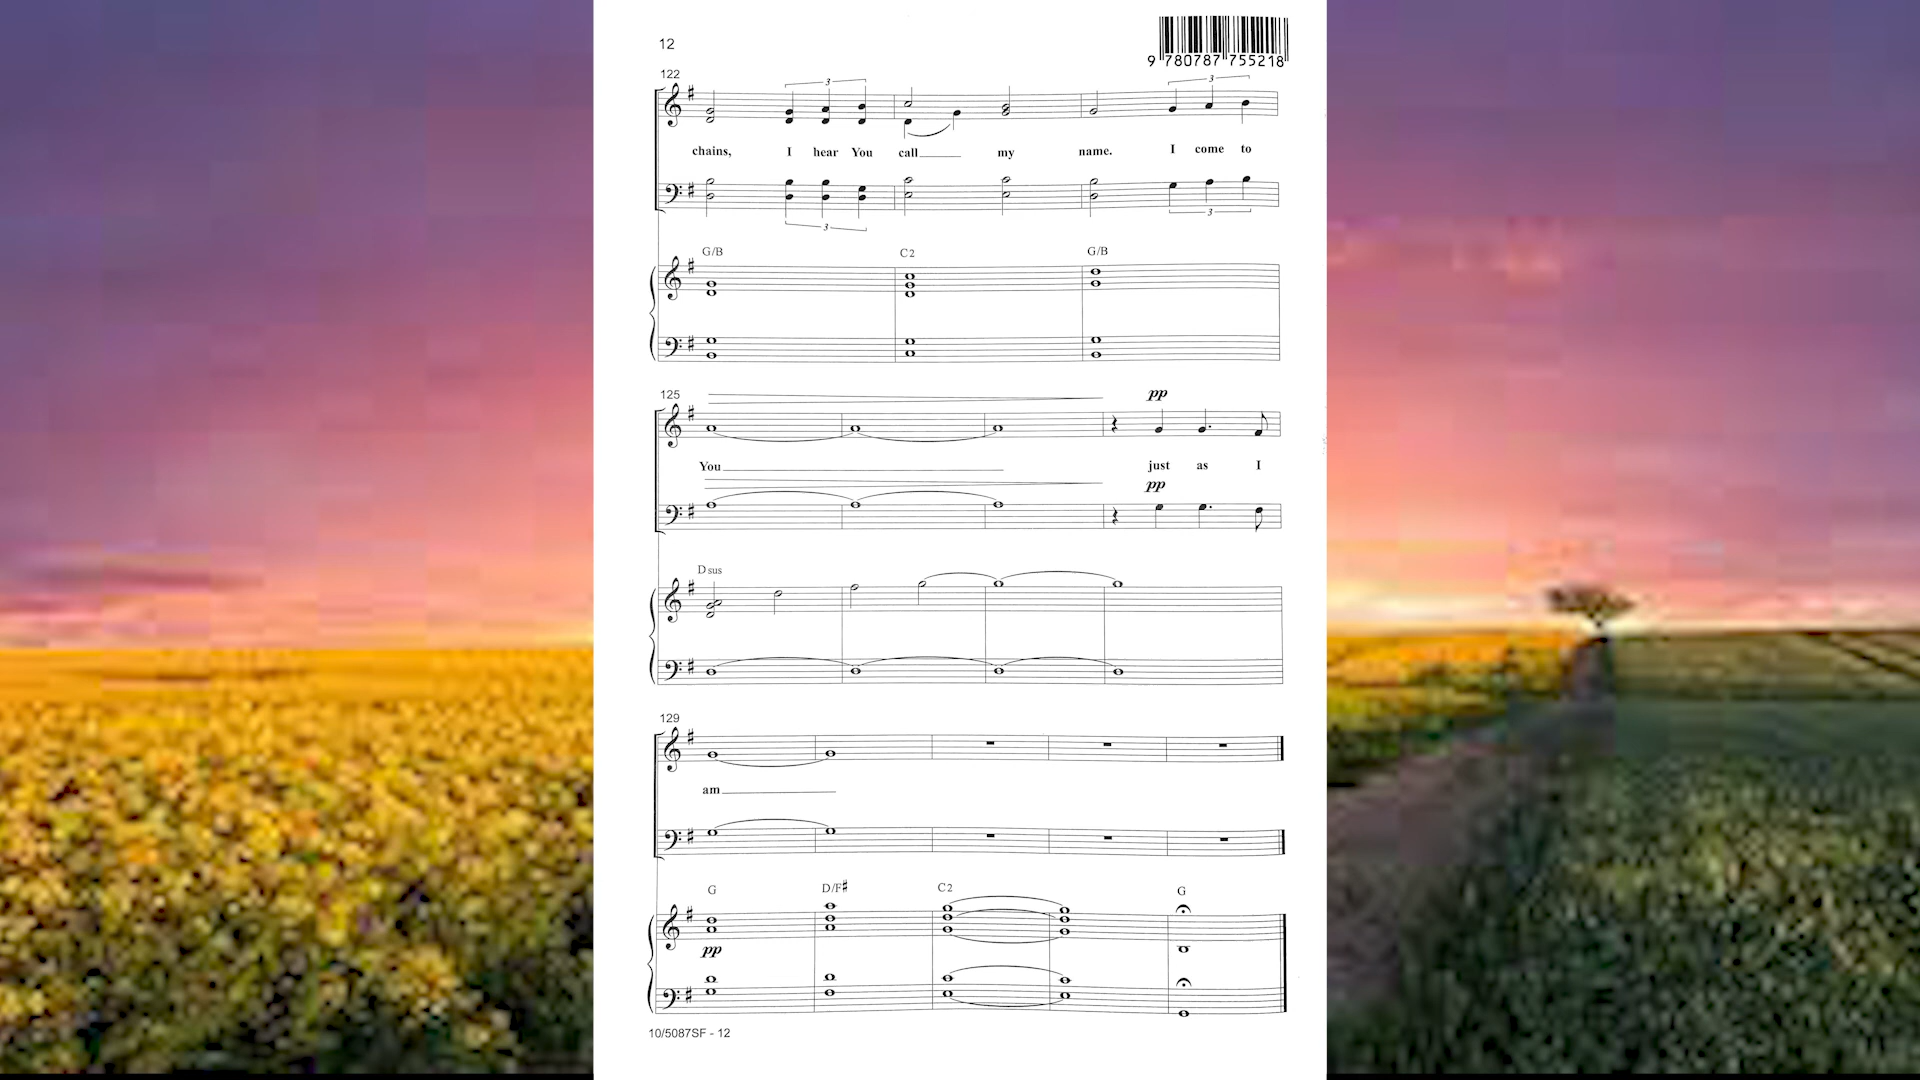 12
9 780787 755218
122
3 3
chains, I hear You call my name. I come to
3 3
G/B C2 G/B
125
pp
You just as I
pp
Dsus
129
am
G D/F# C2 G
pp
10/5087SF - 12